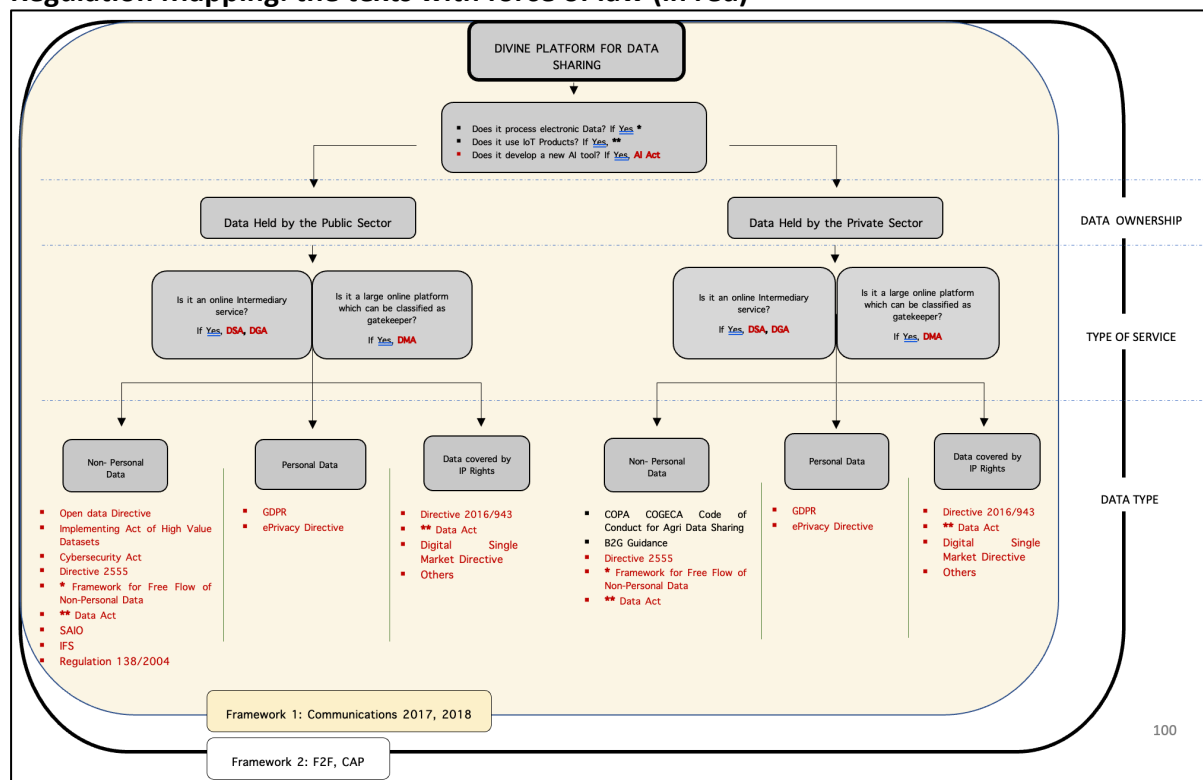 Regulation mapping: the texts with force of law (in red)
DIVINE PLATFORM FOR DATA
SHARING
▪ Does it process electronic Data? If Yes *
▪ Does it use IoT Products? If Yes, **
▪ Does it develop a new AI tool? If Yes, AI Act
Data Held by the Public Sector
Data Held by the Private Sector
DATA OWNERSHIP
Is it an online Intermediary
service?
If Yes, DSA, DGA
Is it a large online platform
which can be classified as
gatekeeper?
If Yes, DMA
Is it an online Intermediary
service?
If Yes, DSA, DGA
Is it a large online platform
which can be classified as
gatekeeper?
If Yes, DMA
TYPE OF SERVICE
Non- Personal
Data
▪ Open data Directive
▪ Implementing Act of High Value
Datasets
▪ Cybersecurity Act
▪ Directive 2555
▪ * Framework for Free Flow of
Non-Personal Data
▪ ** Data Act
▪ SAIO
▪ IFS
▪ Regulation 138/2004
Personal Data
▪ GDPR
▪ ePrivacy Directive
Data covered by
IP Rights
▪ Directive 2016/943
▪ ** Data Act
▪ Digital Single
Market Directive
▪ Others
Non- Personal
Data
▪ COPA COGECA Code of
Conduct for Agri Data Sharing
▪ B2G Guidance
▪ Directive 2555
▪ * Framework for Free Flow of
Non-Personal Data
▪ ** Data Act
Personal Data
▪ GDPR
▪ ePrivacy Directive
Data covered by
IP Rights
▪ Directive 2016/943
▪ ** Data Act
▪ Digital Single
Market Directive
▪ Others
DATA TYPE
Framework 1: Communications 2017, 2018
Framework 2: F2F, CAP
100